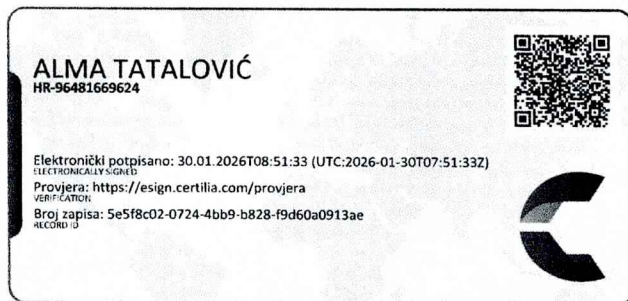 ALMA TATALOVIĆ
HR-96481669624
Elektronički potpisano: 30.01.2026T08:51:33 (UTC:2026-01-30T07:51:33Z)
ELECTRONICALLY SIGNED
Provjera: https://esign.certilia.com/provjera
VERIFICATION
Broj zapisa: 5e5f8c02-0724-4bb9-b828-f9d60a0913ae
RECORD ID